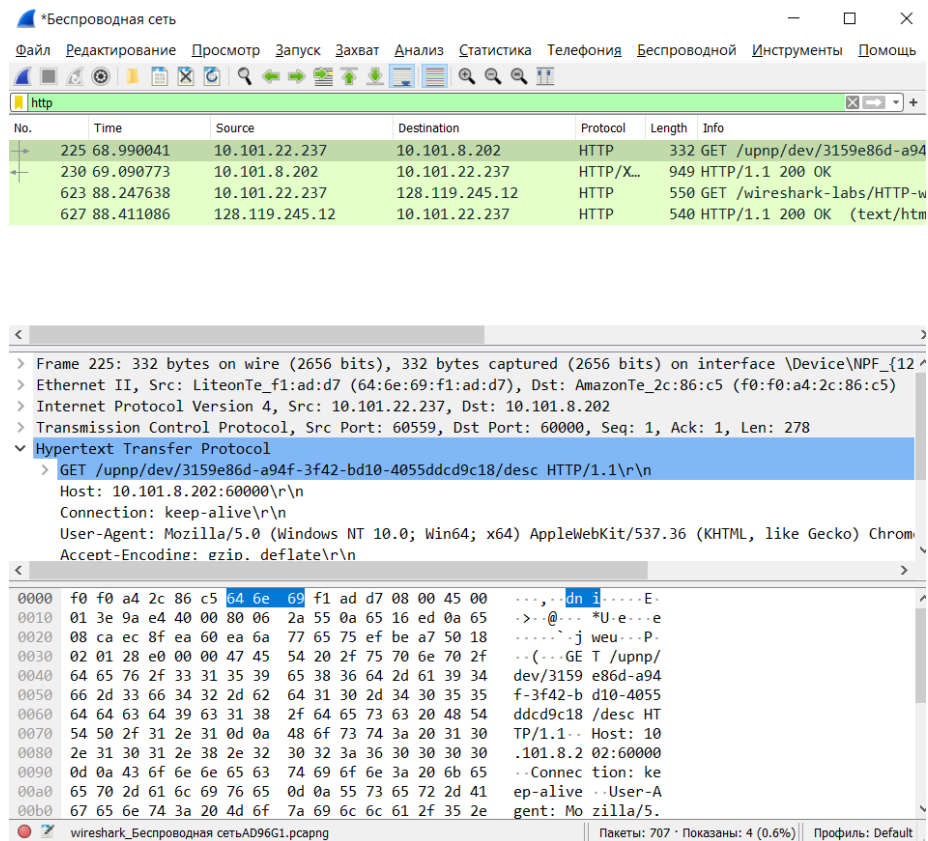 *Беспроводная сеть
Файл Редактирование Просмотр Запуск Захват Анализ Статистика Телефония Беспроводной Инструменты Помощь
http
No. Time Source Destination Protocol Length Info
225 68.990041 10.101.22.237 10.101.8.202 HTTP 332 GET /upnp/dev/3159e86d-a94
230 69.090773 10.101.8.202 10.101.22.237 HTTP/X… 949 HTTP/1.1 200 OK
623 88.247638 10.101.22.237 128.119.245.12 HTTP 550 GET /wireshark-labs/HTTP-w
627 88.411086 128.119.245.12 10.101.22.237 HTTP 540 HTTP/1.1 200 OK (text/htm
Frame 225: 332 bytes on wire (2656 bits), 332 bytes captured (2656 bits) on interface \Device\NPF_{12
Ethernet II, Src: LiteonTe_f1:ad:d7 (64:6e:69:f1:ad:d7), Dst: AmazonTe_2c:86:c5 (f0:f0:a4:2c:86:c5)
Internet Protocol Version 4, Src: 10.101.22.237, Dst: 10.101.8.202
Transmission Control Protocol, Src Port: 60559, Dst Port: 60000, Seq: 1, Ack: 1, Len: 278
Hypertext Transfer Protocol
GET /upnp/dev/3159e86d-a94f-3f42-bd10-4055ddcd9c18/desc HTTP/1.1\r\n
Host: 10.101.8.202:60000\r\n
Connection: keep-alive\r\n
User-Agent: Mozilla/5.0 (Windows NT 10.0; Win64; x64) AppleWebKit/537.36 (KHTML, like Gecko) Chrom
Accept-Encoding: gzip, deflate\r\n
0000 f0 f0 a4 2c 86 c5 64 6e 69 f1 ad d7 08 00 45 00 ···,··dn i·····E·
0010 01 3e 9a e4 40 00 80 06 2a 55 0a 65 16 ed 0a 65 ·>··@··· *U·e···e
0020 08 ca ec 8f ea 60 ea 6a 77 65 75 ef be a7 50 18 ·····`·j weu···P·
0030 02 01 28 e0 00 00 47 45 54 20 2f 75 70 6e 70 2f ··(···GE T /upnp/
0040 64 65 76 2f 33 31 35 39 65 38 36 64 2d 61 39 34 dev/3159 e86d-a94
0050 66 2d 33 66 34 32 2d 62 64 31 30 2d 34 30 35 35 f-3f42-b d10-4055
0060 64 64 63 64 39 63 31 38 2f 64 65 73 63 20 48 54 ddcd9c18 /desc HT
0070 54 50 2f 31 2e 31 0d 0a 48 6f 73 74 3a 20 31 30 TP/1.1·· Host: 10
0080 2e 31 30 31 2e 38 2e 32 30 32 3a 36 30 30 30 30 .101.8.2 02:60000
0090 0d 0a 43 6f 6e 6e 65 63 74 69 6f 6e 3a 20 6b 65 ··Connec tion: ke
00a0 65 70 2d 61 6c 69 76 65 0d 0a 55 73 65 72 2d 41 ep-alive ··User-A
00b0 67 65 6e 74 3a 20 4d 6f 7a 69 6c 6c 61 2f 35 2e gent: Mo zilla/5.
wireshark_Беспроводная сетьAD96G1.pcapng Пакеты: 707 · Показаны: 4 (0.6%) Профиль: Default